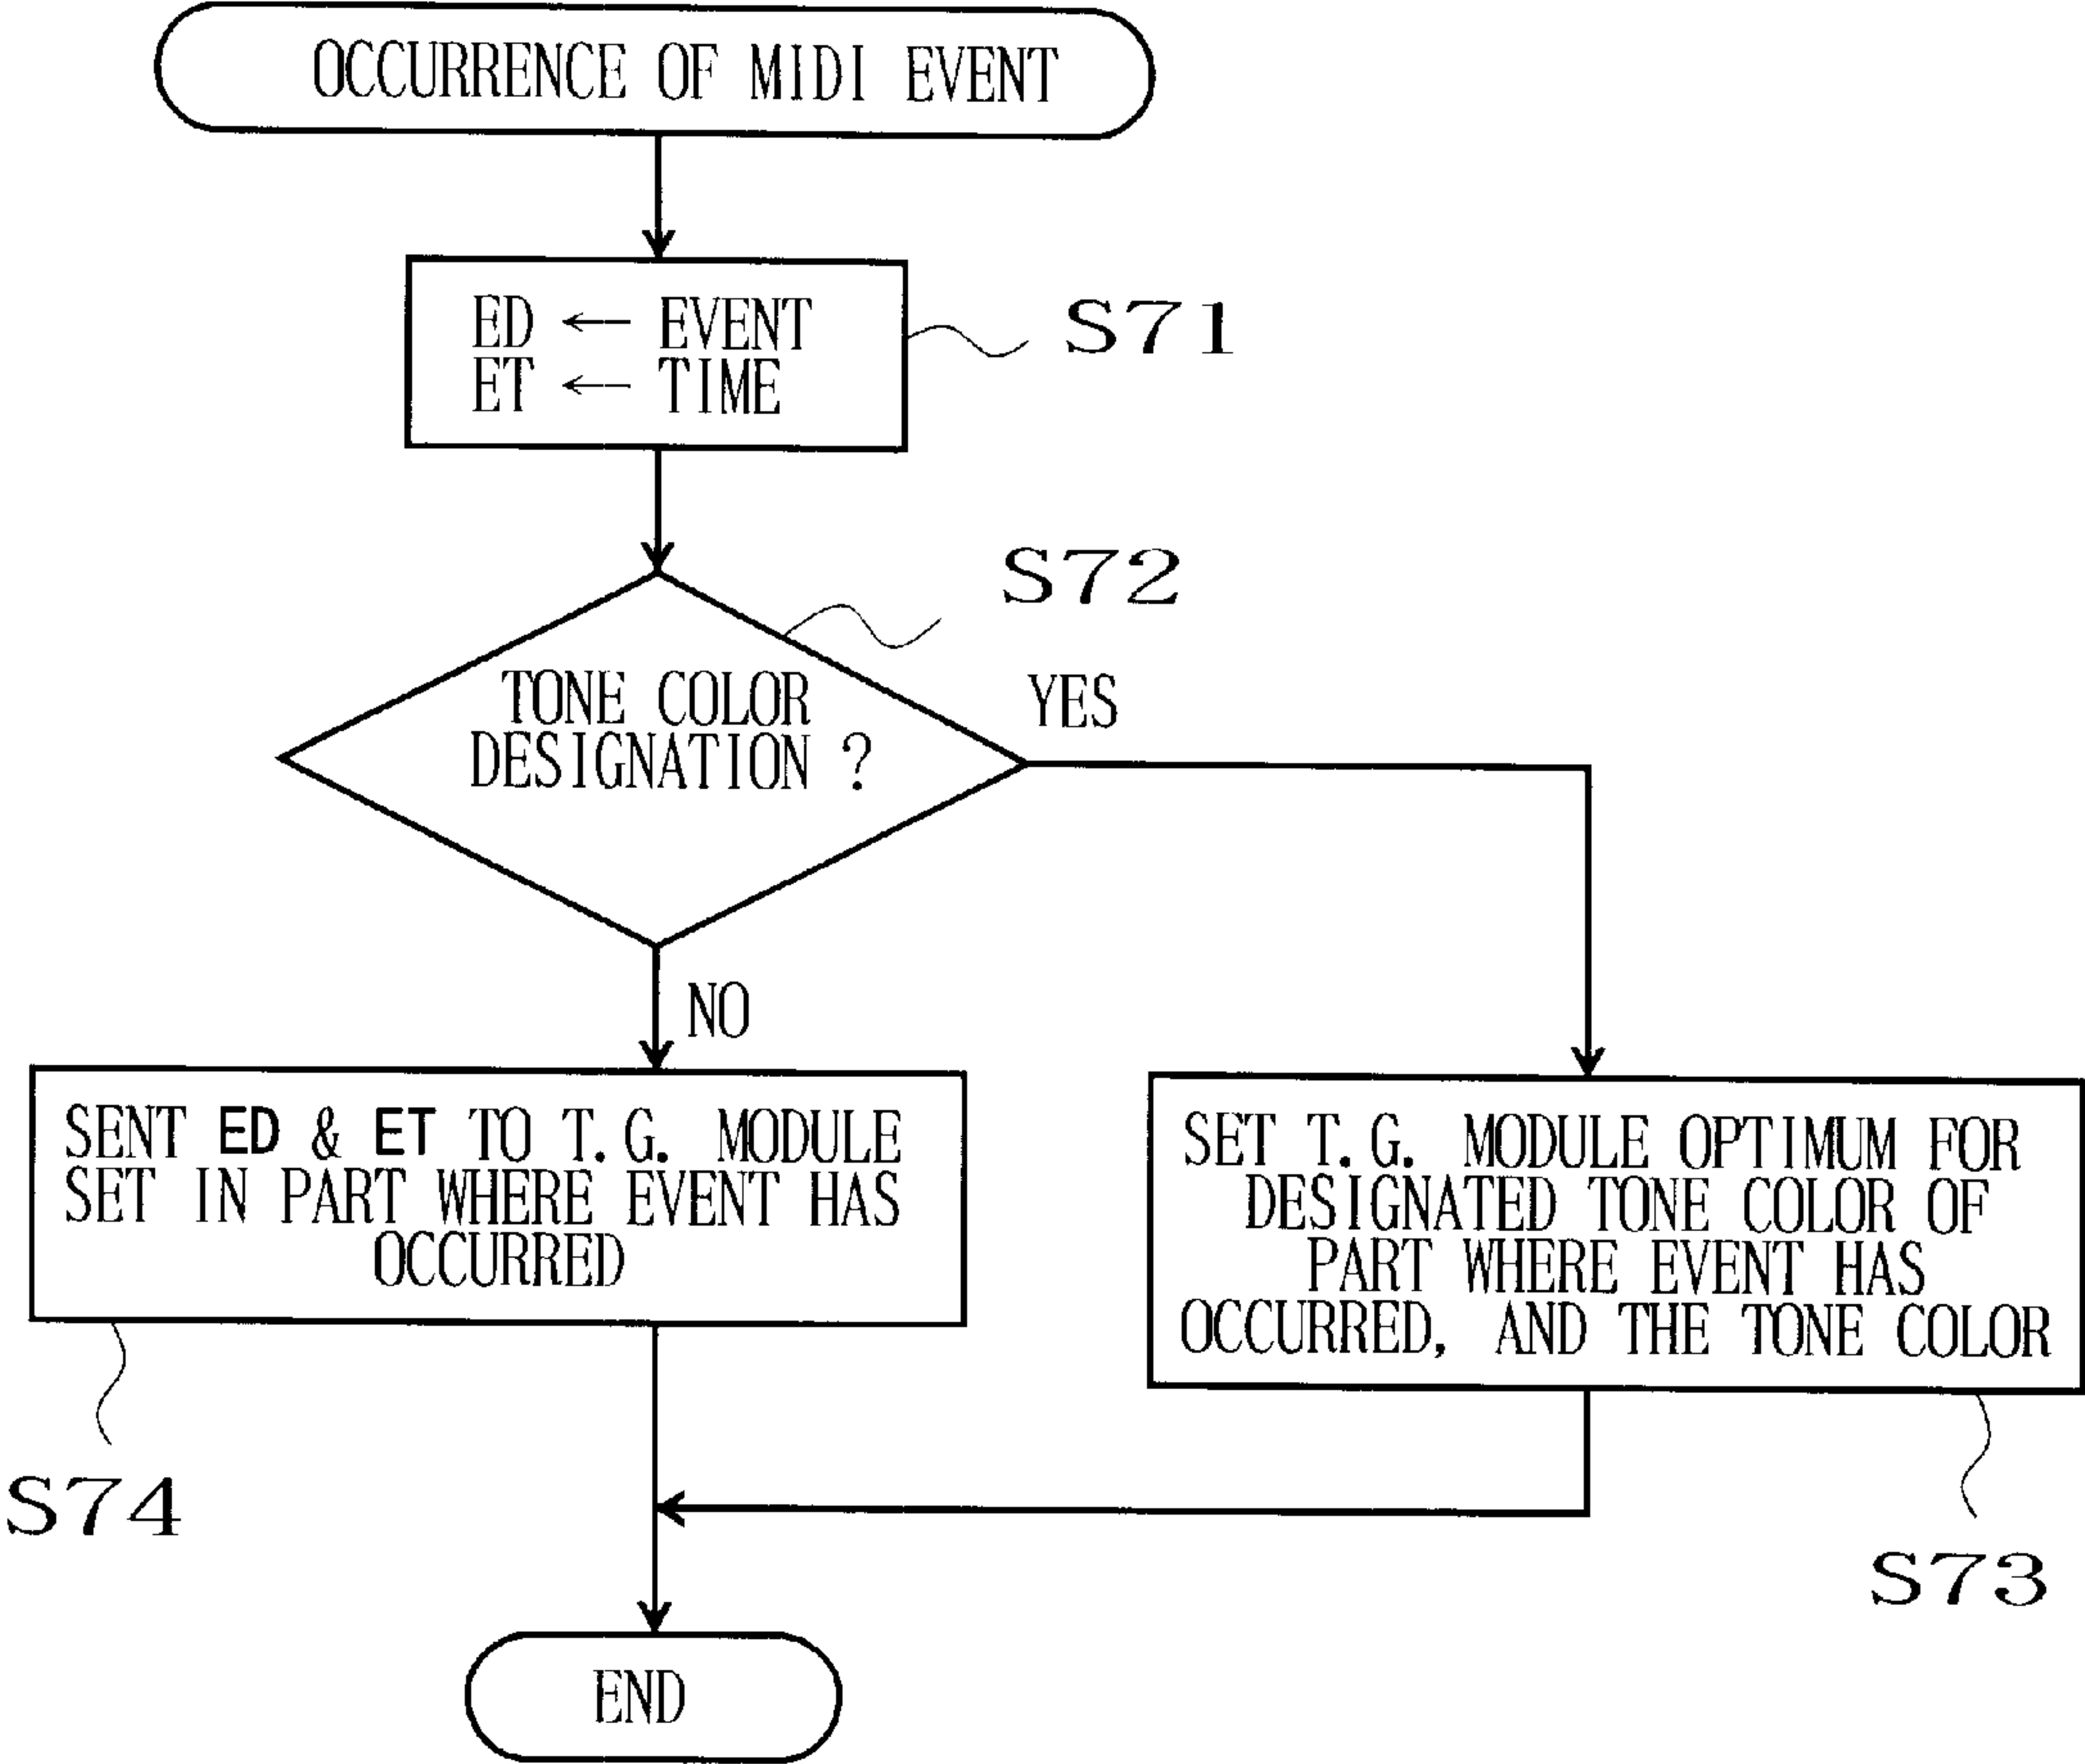 OCCURRENCE OF MIDI EVENT
ED ← EVENT
ET ← TIME
S71
S72
TONE COLOR
DESIGNATION ?
YES
NO
SENT ED & ET TO T.G. MODULE
SET IN PART WHERE EVENT HAS
OCCURRED
SET T.G. MODULE OPTIMUM FOR
DESIGNATED TONE COLOR OF
PART WHERE EVENT HAS
OCCURRED, AND THE TONE COLOR
S74
S73
END